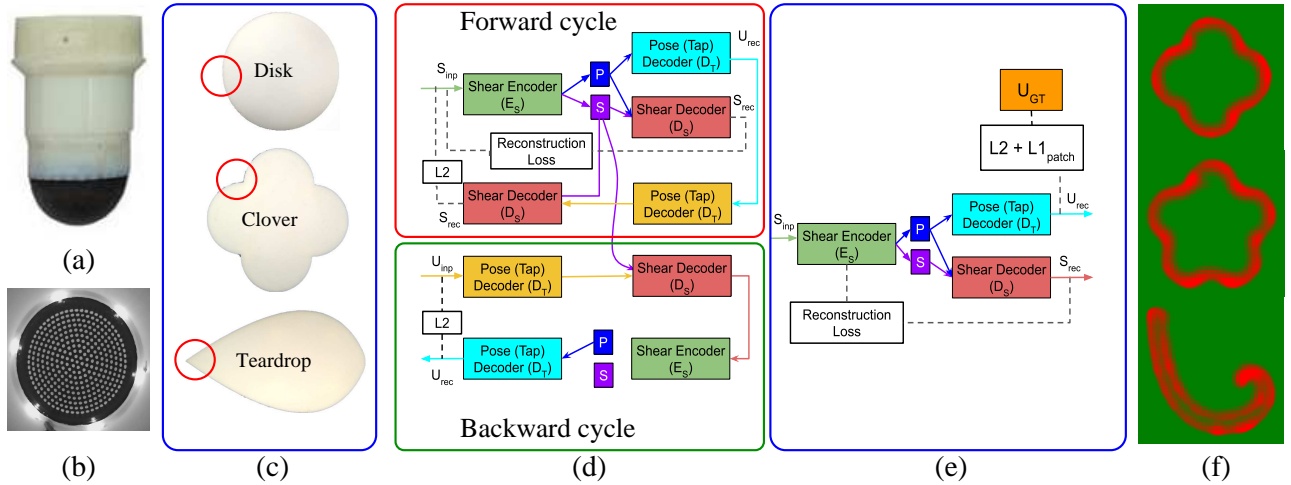 (a)
(b)
Disk
Clover
Teardrop
(c)
Forward cycle
S_inp
Shear Encoder
(E_S)
P
S
Pose (Tap)
Decoder (D_T)
U_rec
Shear Decoder
(D_S)
S_rec
Reconstruction
Loss
L2
Shear Decoder
(D_S)
S_rec
Pose (Tap)
Decoder (D_T)
U_inp
Pose (Tap)
Decoder (D_T)
Shear Decoder
(D_S)
L2
Pose (Tap)
Decoder (D_T)
U_rec
P
S
Shear Encoder
(E_S)
Backward cycle
(d)
U_GT
L2 + L1_patch
S_inp
Shear Encoder
(E_S)
P
S
Pose (Tap)
Decoder (D_T)
U_rec
Shear Decoder
(D_S)
S_rec
Reconstruction
Loss
(e)
(f)